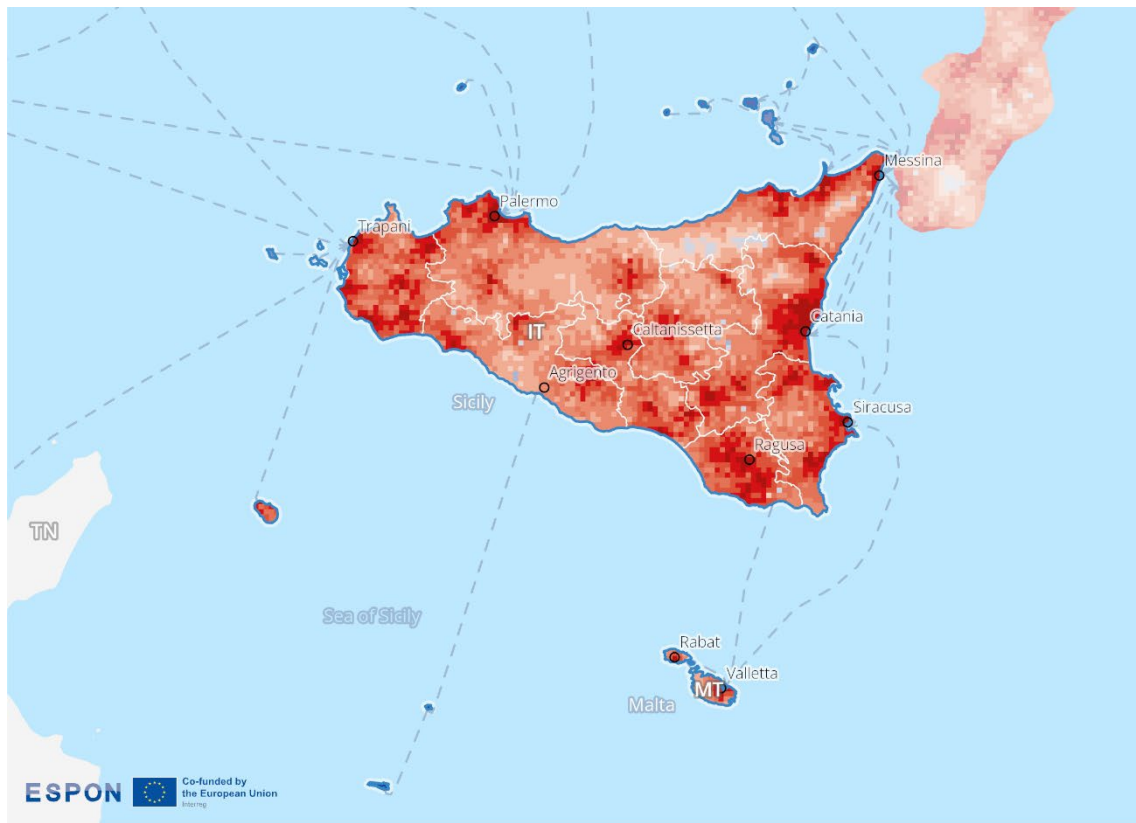 Messina
Palermo
Trapani
IT
Caltanissetta
Catania
Agrigento
Sicily
Siracusa
Ragusa
TN
Sea of Sicily
Rabat
Valletta
MT
Malta
ESPON
Co-funded by
the European Union
Interreg